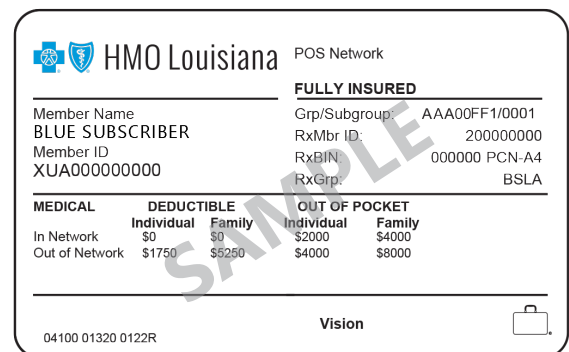 HMO Louisiana
POS Network
FULLY INSURED
Member Name
BLUE SUBSCRIBER
Member ID
XUA000000000
Grp/Subgroup: AAA00FF1/0001
RxMbr ID: 200000000
RxBIN: 000000 PCN-A4
RxGrp: BSLA
MEDICAL DEDUCTIBLE OUT OF POCKET
Individual Family Individual Family
In Network $0 $0 $2000 $4000
Out of Network $1750 $5250 $4000 $8000
SAMPLE
Vision
04100 01320 0122R